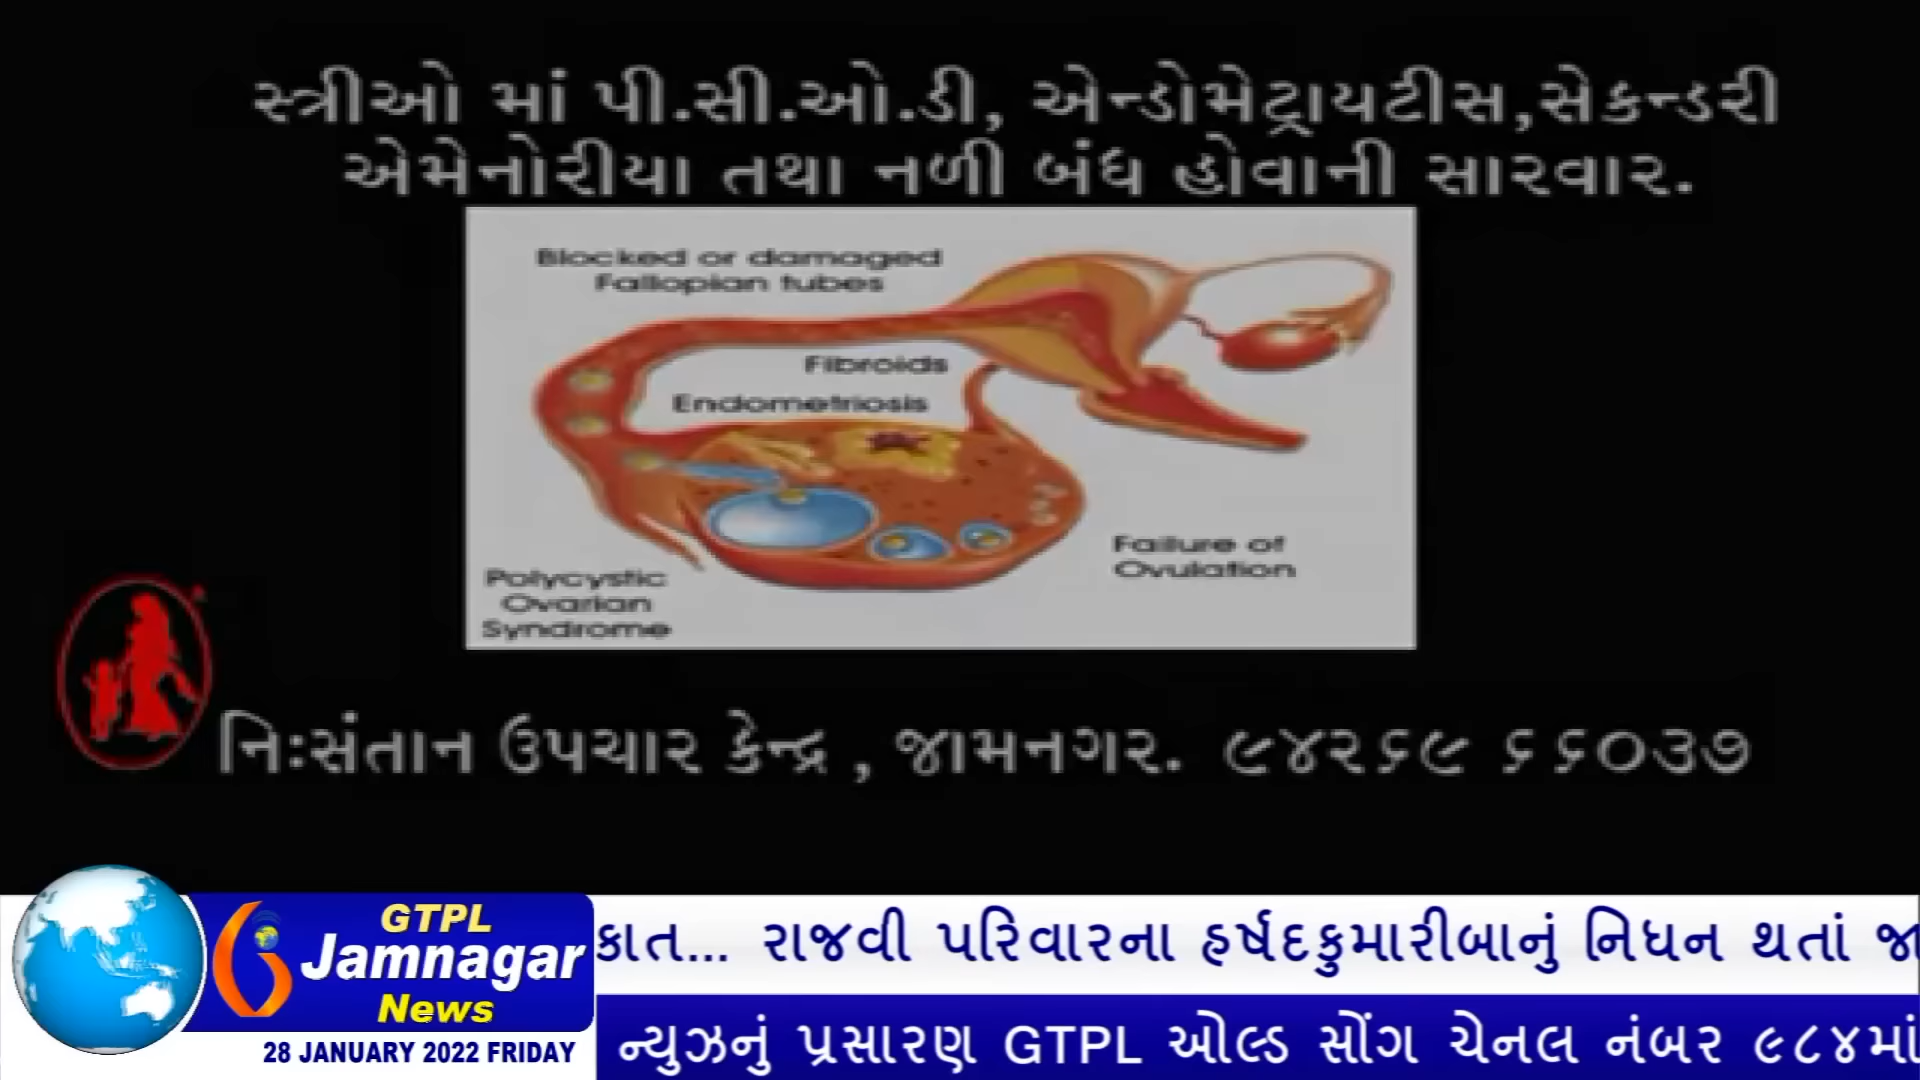 સ્ત્રીઓ માં પી.સી.ઓ.ડી, એન્ડોમેટ્રાયટીસ,સેકન્ડરી
એમેનોરીયા તથા નળી બંધ હોવાની સારવાર.
Blocked or damaged
Fallopian tubes
Fibroids
Endometriosis
Failure of
Ovulation
Polycystic
Ovarian
Syndrome
નિઃસંતાન ઉપચાર કેન્દ્ર , જામનગર. ૯૪૨૬૯ ૬૬૦૩૭
GTPL
Jamnagar
News
28 JANUARY 2022 FRIDAY
કાત... રાજવી પરિવારના હર્ષદકુમારીબાનું નિધન થતાં જા
ન્યુઝનું પ્રસારણ GTPL ઓલ્ડ સોંગ ચેનલ નંબર ૯૮૪માં